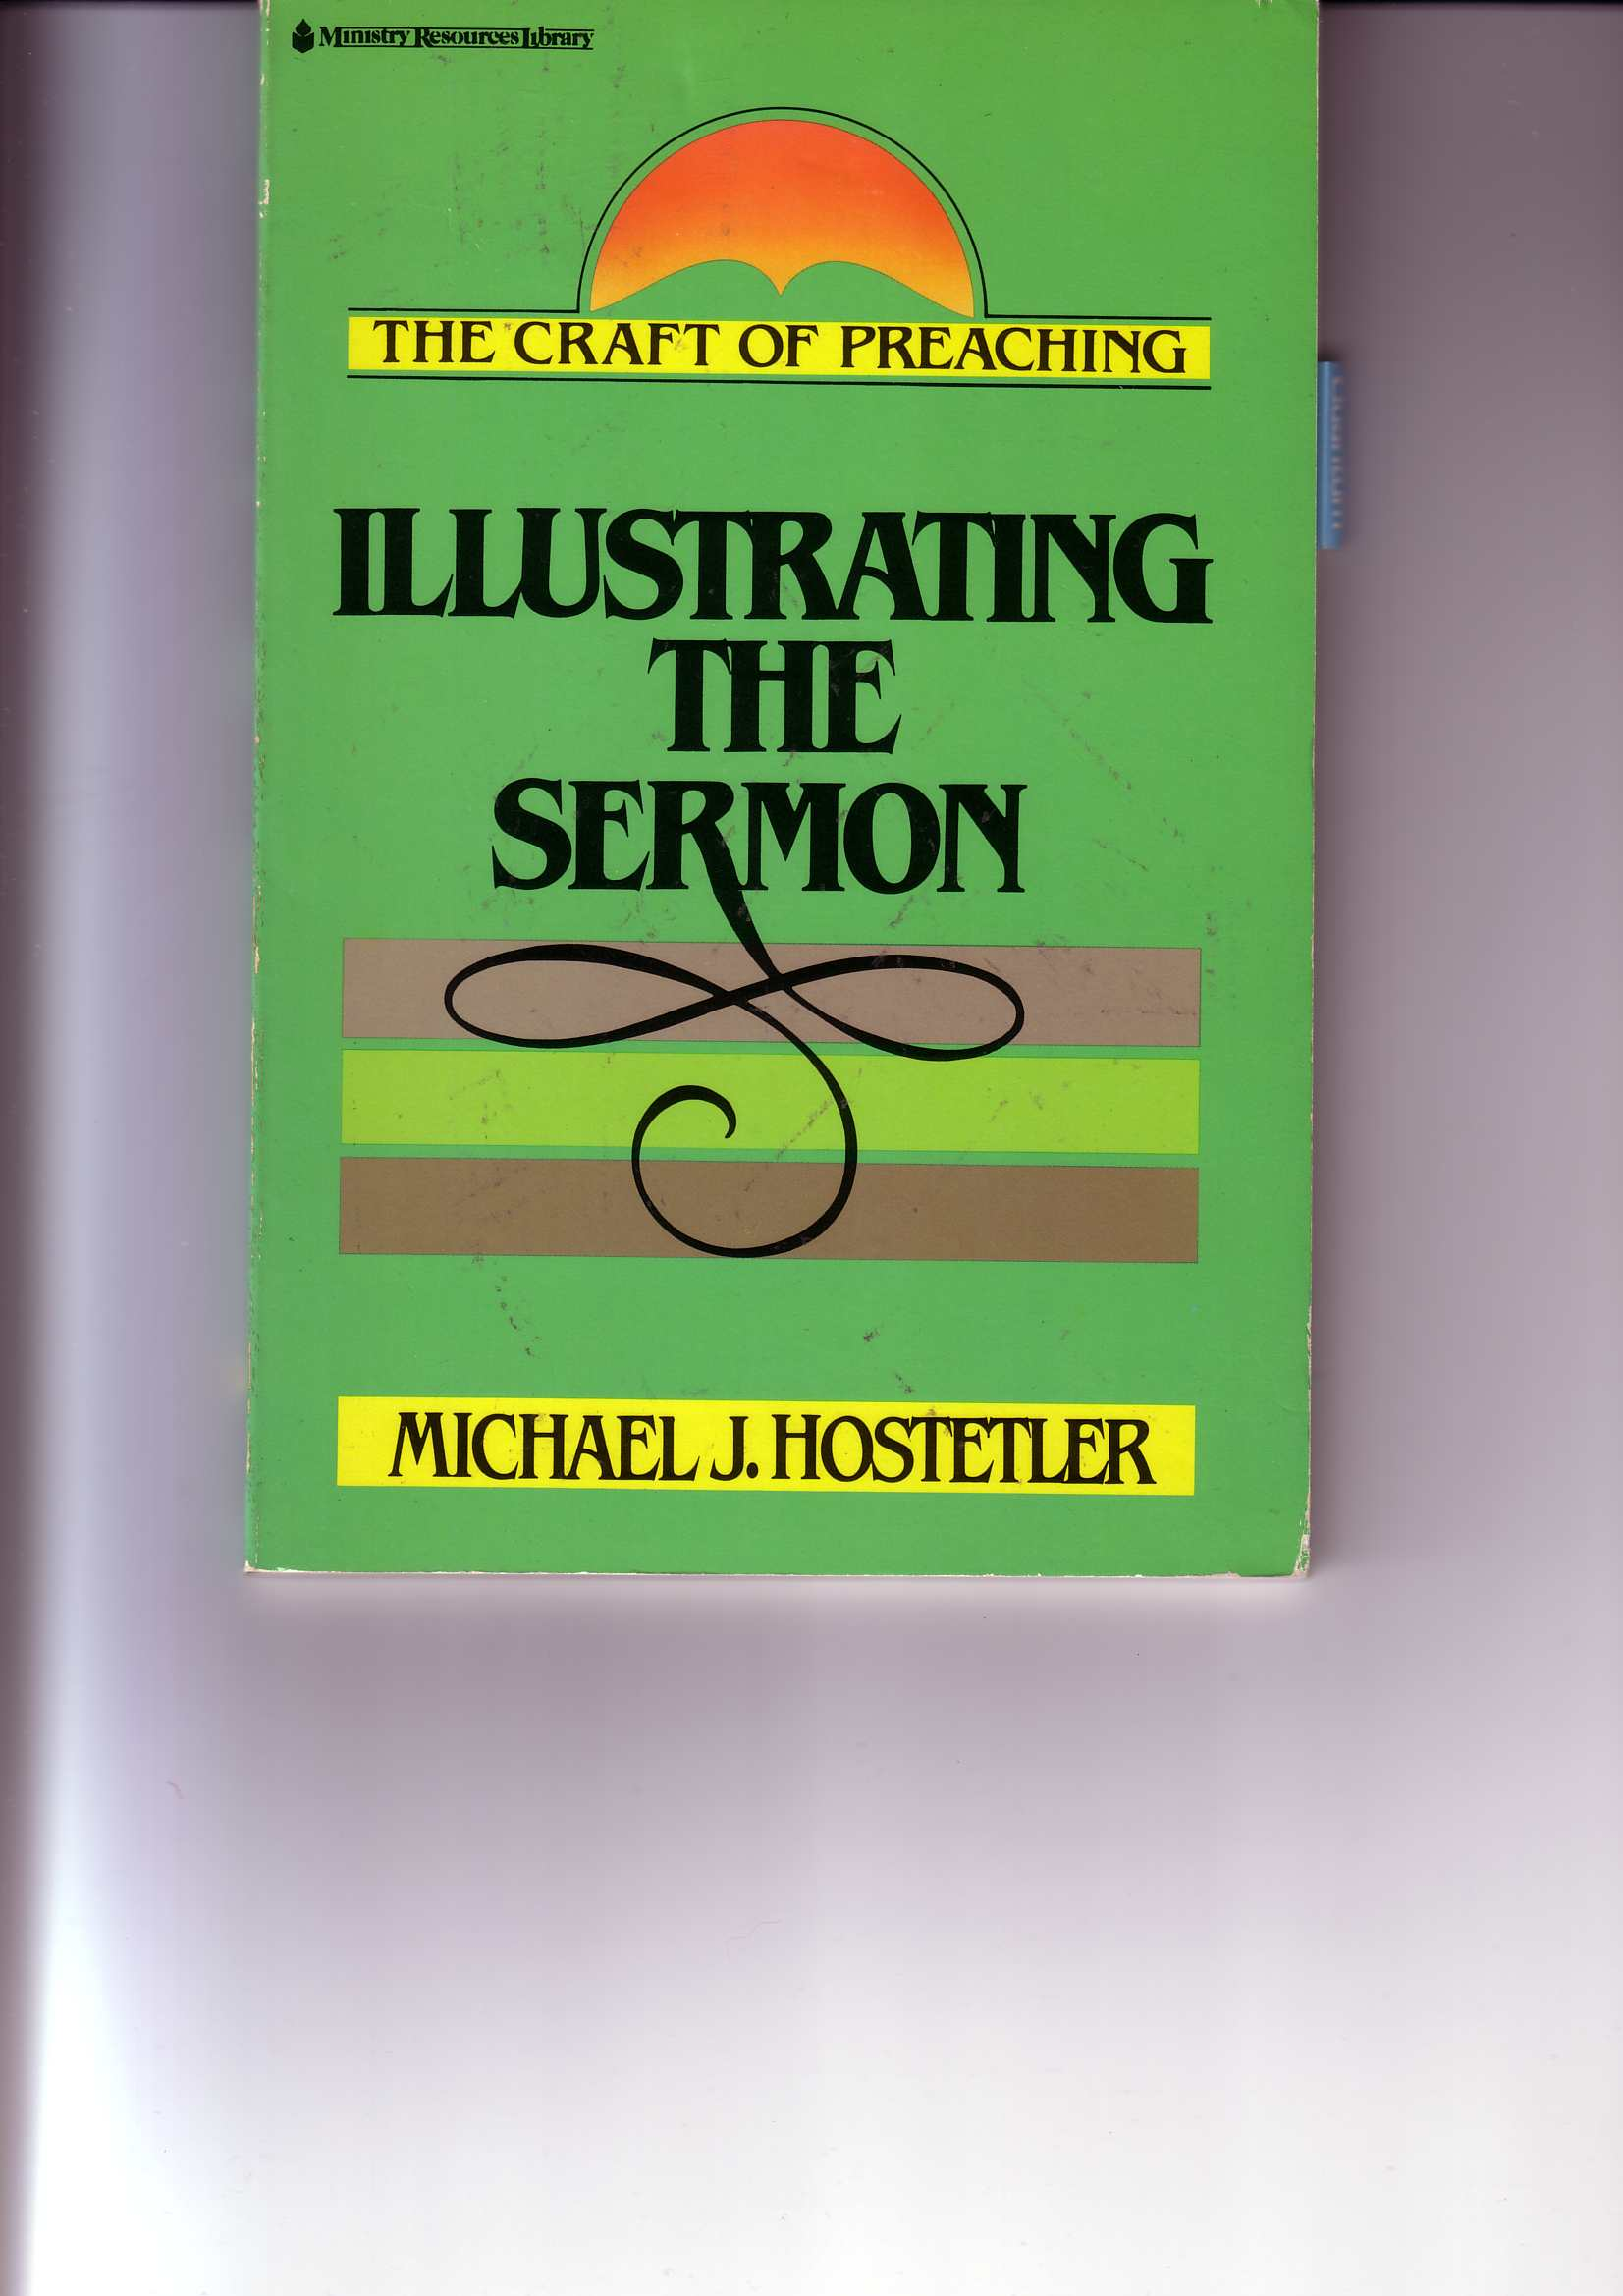 Ministry Resources Library
THE CRAFT OF PREACHING
ILLUSTRATING
THE
SERMON
MICHAEL J. HOSTETLER